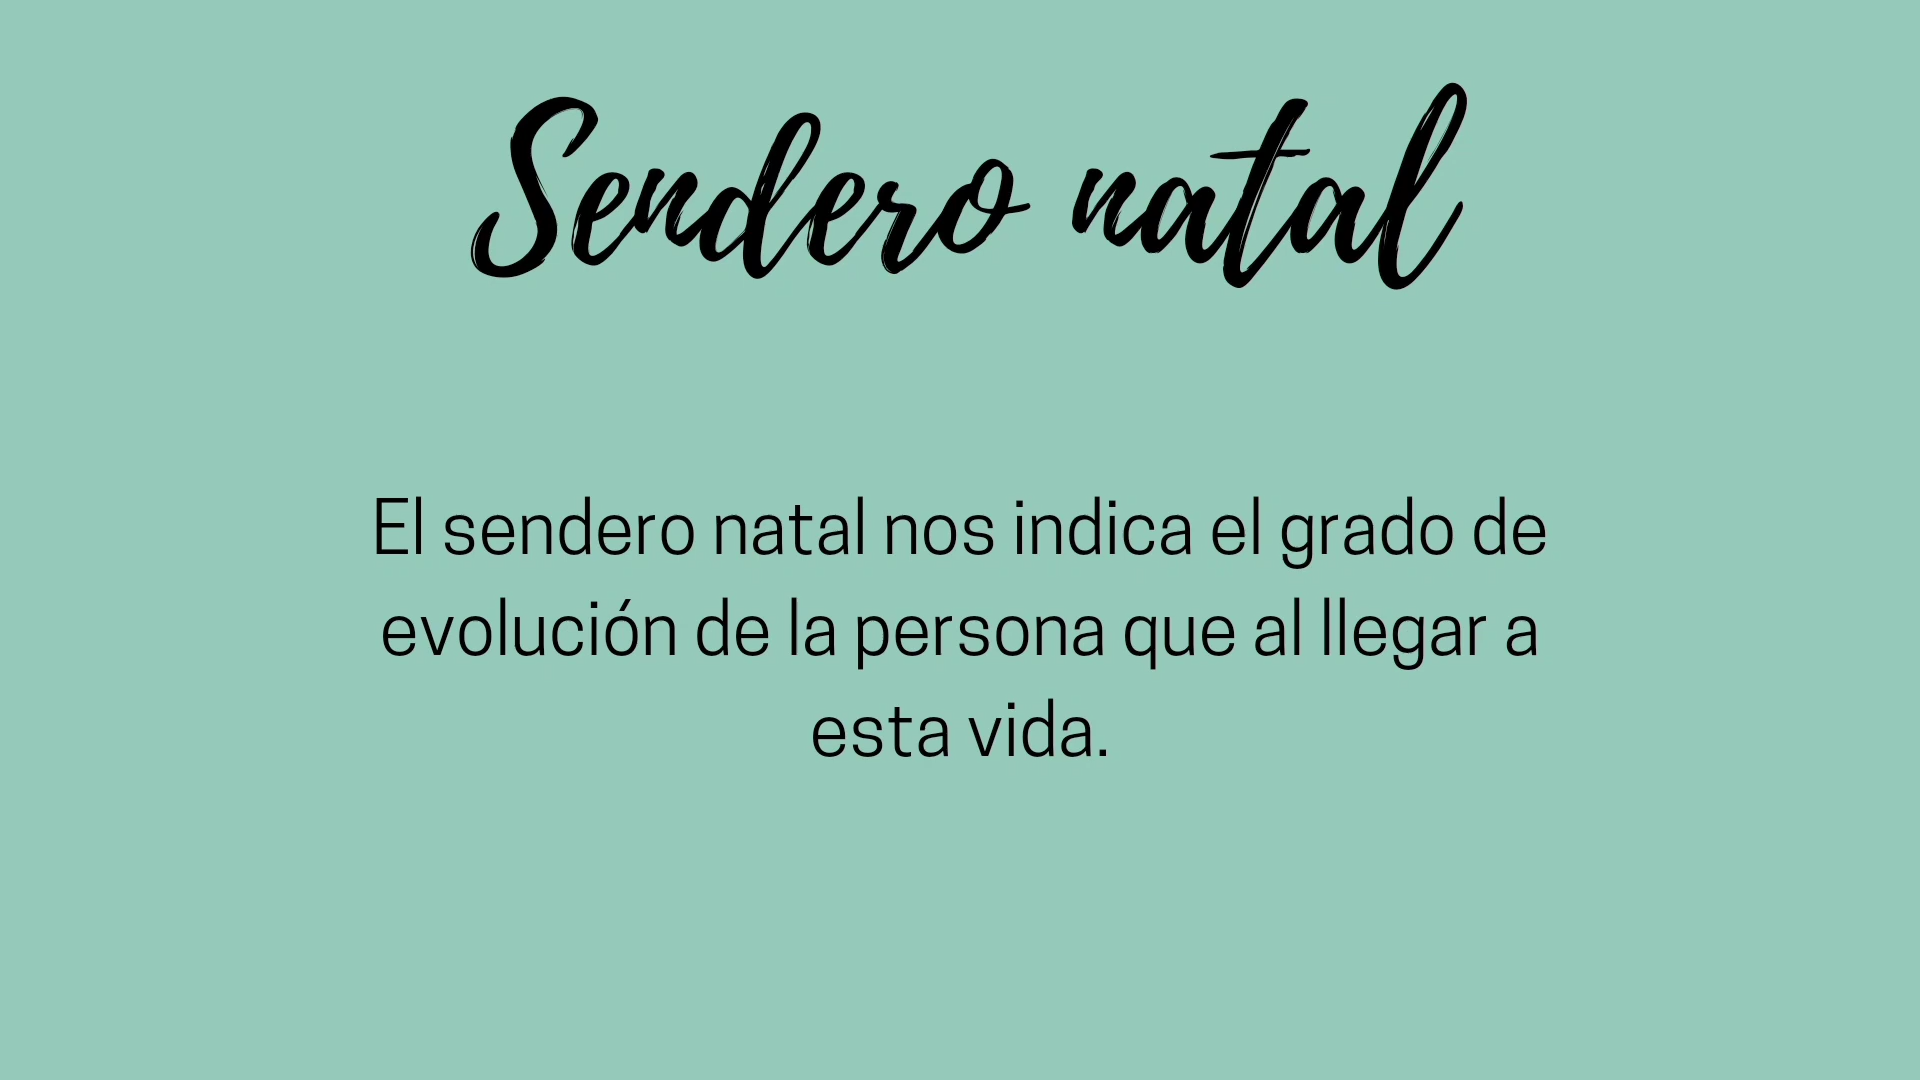 Sendero natal
El sendero natal nos indica el grado de
evolución de la persona que al llegar a
esta vida.